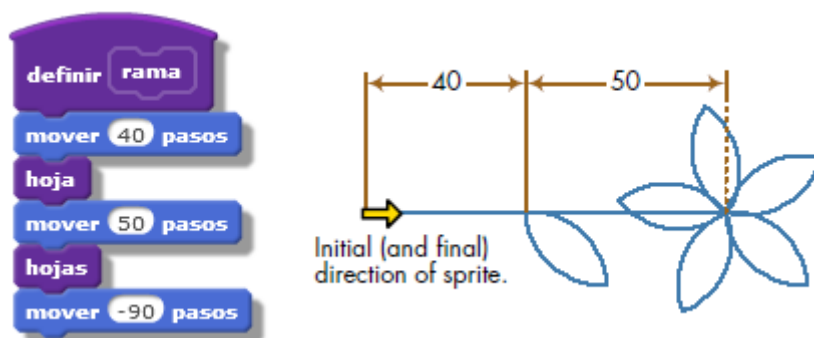 definir rama
mover 40 pasos
hoja
mover 50 pasos
hojas
mover -90 pasos
40
50
Initial (and final)
direction of sprite.